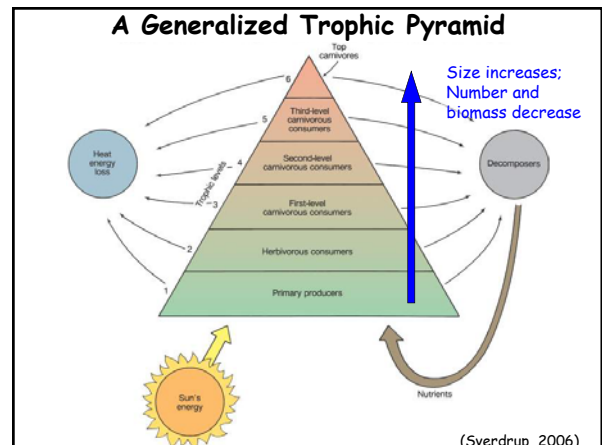 A Generalized Trophic Pyramid
Top
carnivores
Size increases;
Number and
biomass decrease
6
Third-level
carnivorous
consumers
5
Heat
energy
loss
Second-level
carnivorous consumers
Decomposers
4
Trophic levels
3
First-level
carnivorous consumers
2
Herbivorous consumers
1
Primary producers
Sun's
energy
Nutrients
(Sverdrup, 2006)